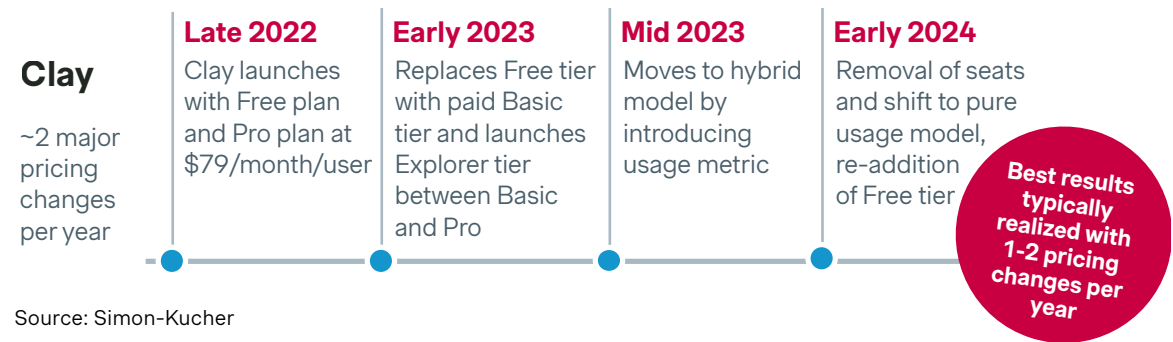 Clay
~2 major
pricing
changes
per year
Late 2022
Clay launches
with Free plan
and Pro plan at
$79/month/user
Early 2023
Replaces Free tier
with paid Basic
tier and launches
Explorer tier
between Basic
and Pro
Mid 2023
Moves to hybrid
model by
introducing
usage metric
Early 2024
Removal of seats
and shift to pure
usage model,
re-addition
of Free tier
Best results
typically
realized with
1-2 pricing
changes per
year
Source: Simon-Kucher